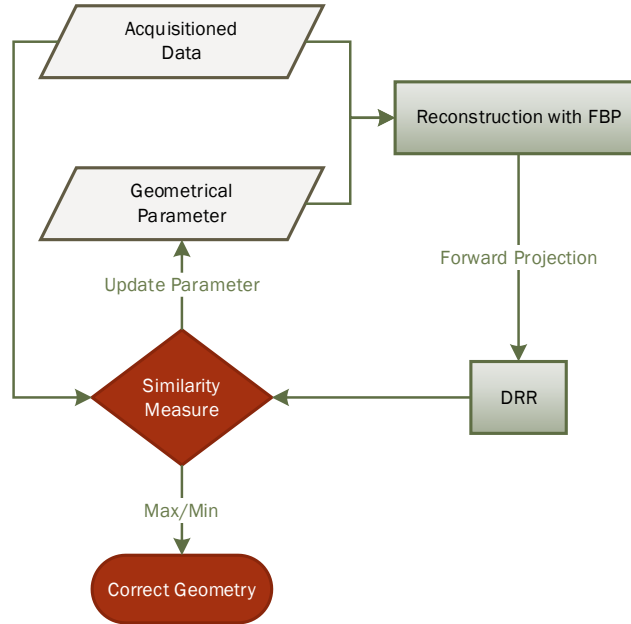 Acquisitioned
Data
Reconstruction with FBP
Geometrical
Parameter
Forward Projection
Update Parameter
Similarity
Measure
DRR
Max/Min
Correct Geometry